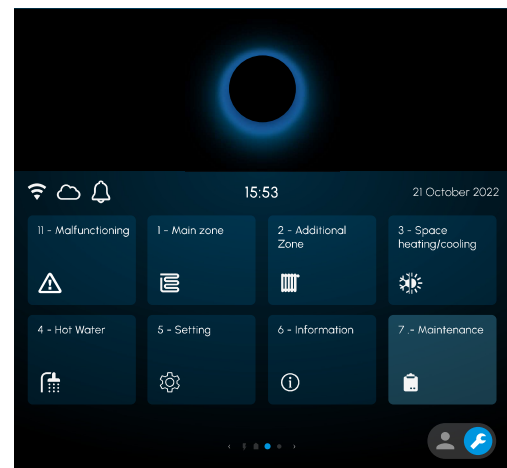 15:53
21 October 2022
11 - Malfunctioning
1 - Main zone
2 - Additional
Zone
3 - Space
heating/cooling
4 - Hot Water
5 - Setting
6 - Information
7 .- Maintenance